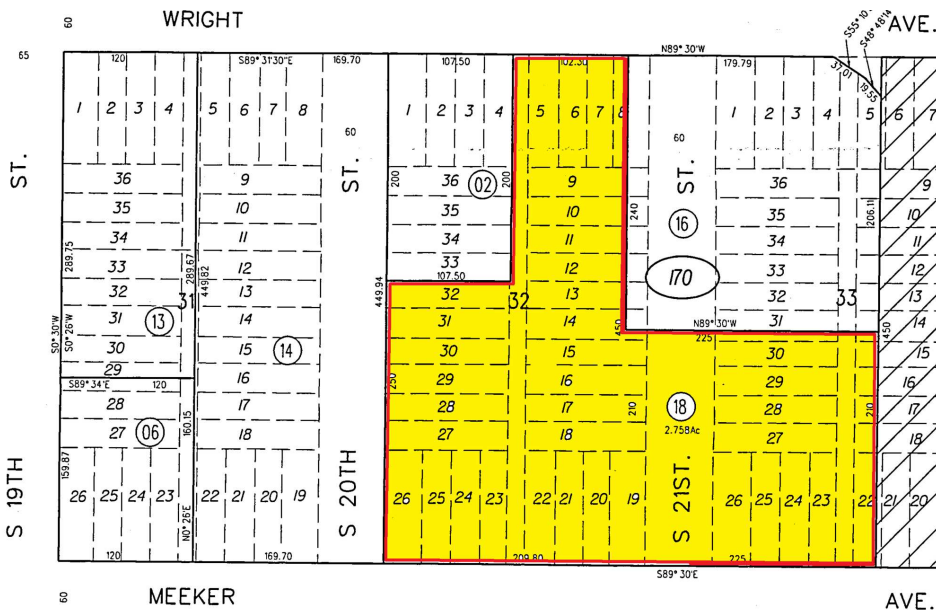 WRIGHT AVE.
60
65 120 S89° 31'30"E 169.70 107.50 102.30 N89° 30'W 179.79 S55° 10' S48° 48'14"
37.01 19.55
1 2 3 4 5 6 7 8 1 2 3 4 5 6 7 8 1 2 3 4 5 6 7
60 60
ST. ST. ST.
36 9 200 36 02 200 9 36 9
35 10 35 10 240 16 35 206.11 10
34 11 34 11 34 11
289.75 33 289.67 449.82 12 33 12 170 33 12
107.50
32 31 13 449.94 32 32 13 32 33 13
S0° 30'W S0° 26'W 31 13 14 31 14 450 N89° 30'W 31 450 14
225
30 15 14 30 15 30 15
29 16 250 29 16 29 16
S89° 34'E 120
28 17 28 17 210 18 28 210 17
2.758Ac
27 06 160.15 18 27 18 27 18
159.87
26 25 24 23 22 21 20 19 26 25 24 23 22 21 20 19 26 25 24 23 22 21 20
S 19TH N0° 26'E S 20TH S 21ST.
120 169.70 209.80 225
S89° 30'E
60
MEEKER AVE.